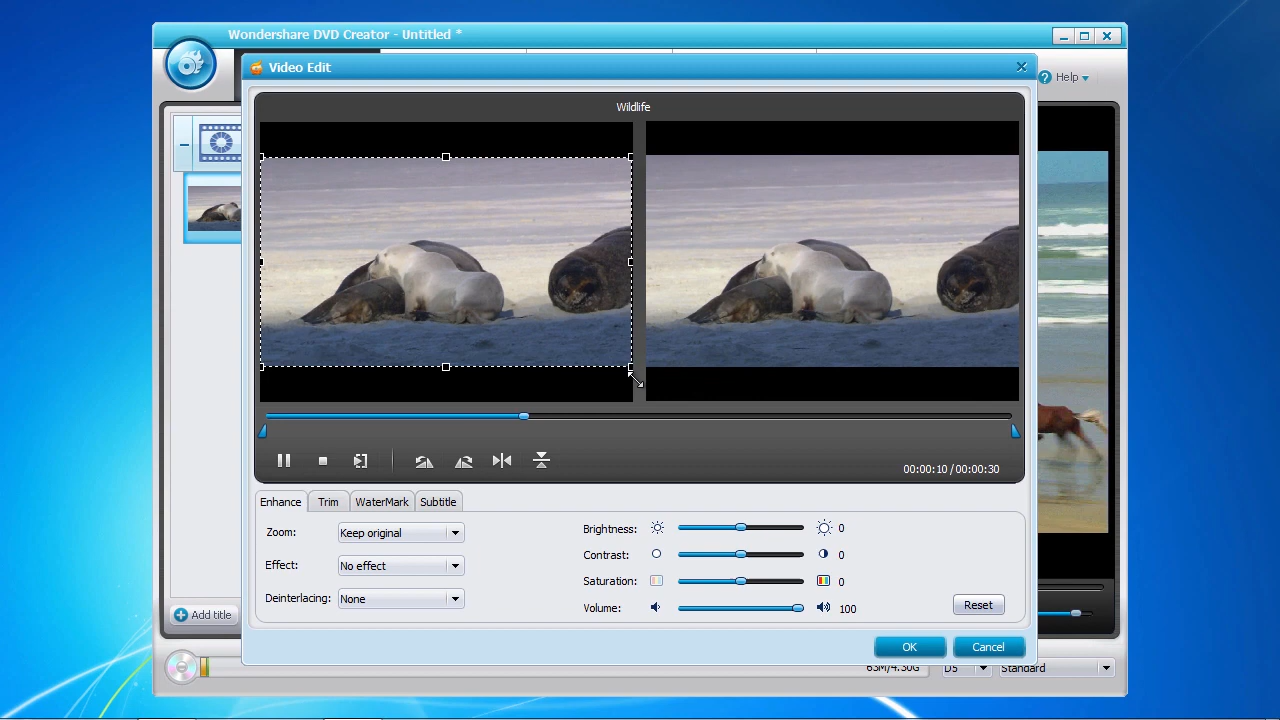 Wondershare DVD Creator - Untitled *
Video Edit
Help
Wildlife
00:00:10 / 00:00:30
Enhance Trim WaterMark Subtitle
Zoom: Keep original
Effect: No effect
Deinterlacing: None
Brightness: 0
Contrast: 0
Saturation: 0
Volume: 100
Reset
Add title
OK Cancel
63M/4.30G D5 Standard